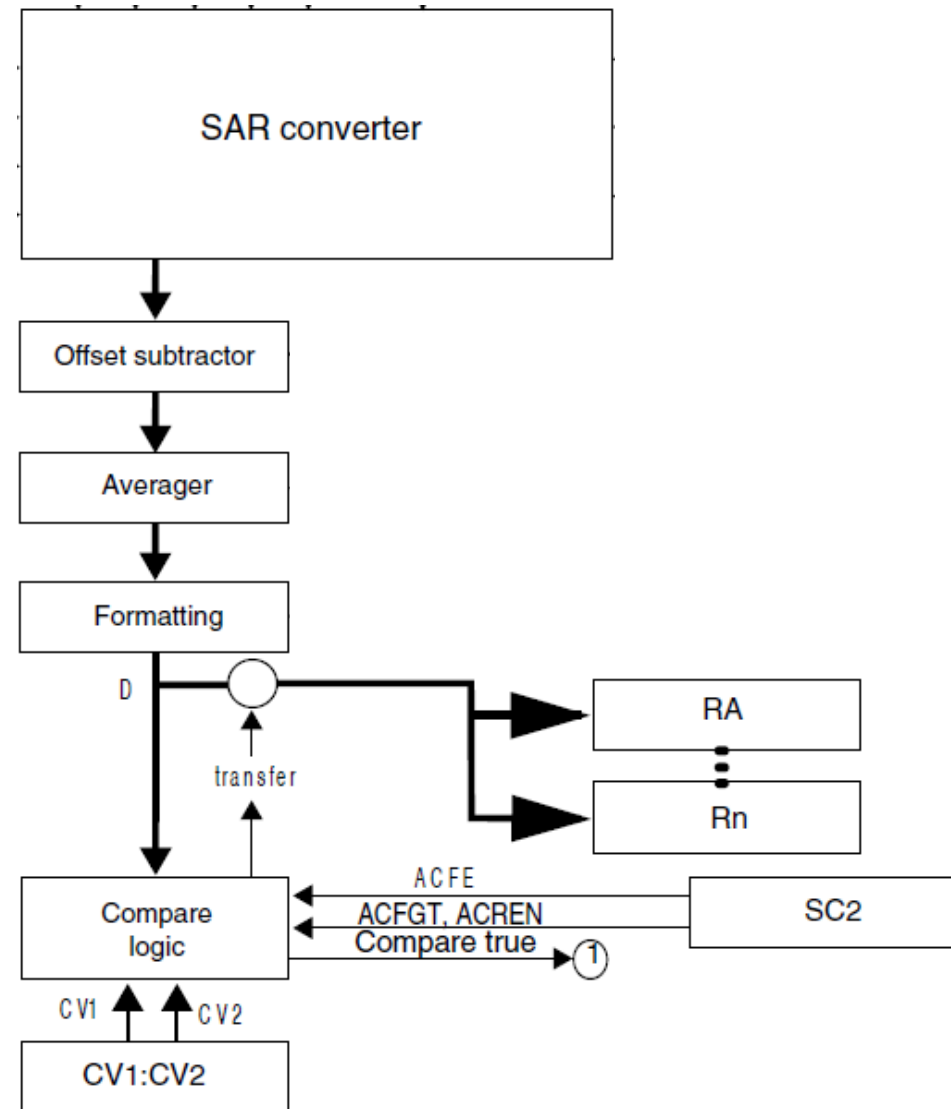 SAR converter
Offset subtractor
Averager
Formatting
D
RA
transfer
Rn
ACFE
Compare
logic
ACFGT, ACREN
SC2
Compare true
1
CV1
CV2
CV1:CV2